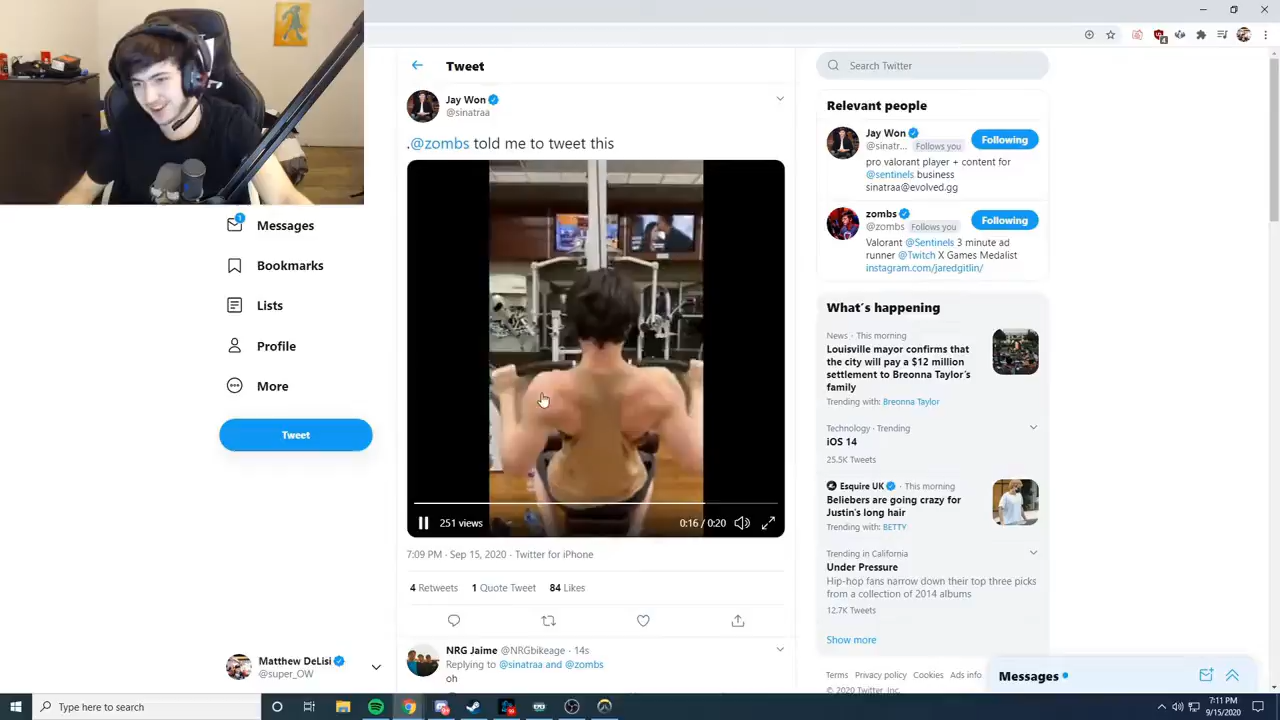 Tweet
Jay Won
@sinatraa
.@zombs told me to tweet this
251 views
0:16 / 0:20
7:09 PM · Sep 15, 2020 · Twitter for iPhone
4 Retweets 1 Quote Tweet 84 Likes
NRG Jaime @NRGbikeage · 14s
Replying to @sinatraa and @zombs
oh
1
Messages
Bookmarks
Lists
Profile
More
Tweet
Matthew DeLisi
@super_OW
Search Twitter
Relevant people
Jay Won
@sinatr... Follows you
Following
pro valorant player + content for
@sentinels business
sinatraa@evolved.gg
zombs
@zombs Follows you
Following
Valorant @Sentinels 3 minute ad
runner @Twitch X Games Medalist
instagram.com/jaredgitlin/
What's happening
News · This morning
Louisville mayor confirms that
the city will pay a $12 million
settlement to Breonna Taylor's
family
Trending with: Breonna Taylor
Technology · Trending
iOS 14
25.5K Tweets
Esquire UK · This morning
Beliebers are going crazy for
Justin's long hair
Trending with: BETTY
Trending in California
Under Pressure
Hip-hop fans narrow down their top three picks
from a collection of 2014 albums
12.7K Tweets
Show more
Terms Privacy policy Cookies Ads info
© 2020 Twitter, Inc.
Messages
Type here to search
7:11 PM
9/15/2020